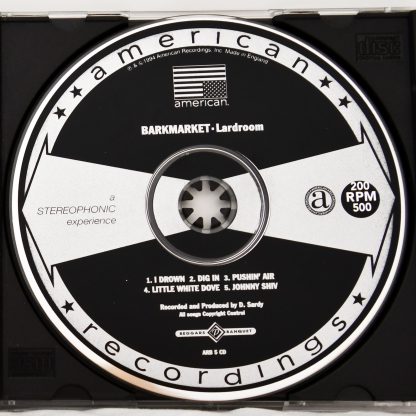 american
℗ & © 1994 American Recordings, Inc. Made in England
american.
BARKMARKET · Lardroom
a
STEREOPHONIC
experience
a
200
RPM
500
1. I DROWN 2. DIG IN 3. PUSHIN' AIR
4. LITTLE WHITE DOVE 5. JOHNNY SHIV
Recorded and Produced by D. Sardy
All songs Copyright Control
BEGGARS BANQUET
ARB 5 CD
recordings